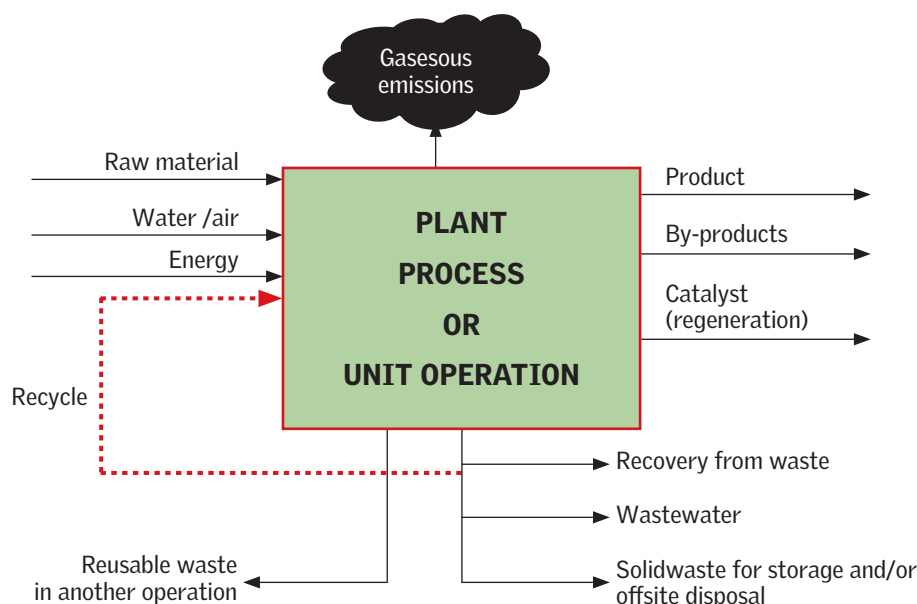 Gasesous
emissions
Raw material
Water /air
Energy
PLANT
PROCESS
OR
UNIT OPERATION
Product
By-products
Catalyst
(regeneration)
Recycle
Recovery from waste
Wastewater
Reusable waste
in another operation
Solidwaste for storage and/or
offsite disposal